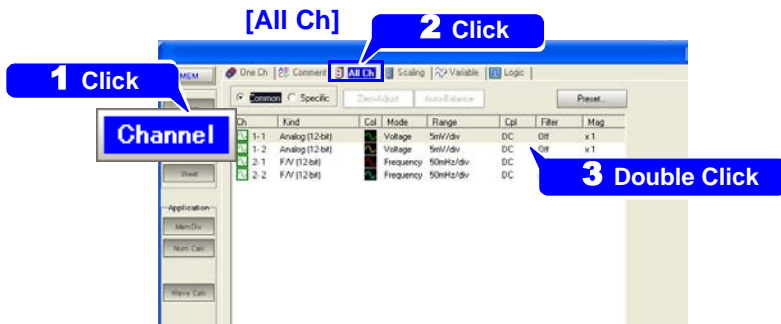 [All Ch]
2 Click
1 Click
MEM
One Ch Comment All Ch Scaling Variable Logic
Common Specific Zero-Adjust Auto-Balance Preset...
Channel
Ch Kind Col Mode Range Cpl Filter Mag
1-1 Analog (12-bit) Voltage 5mV/div DC Off x1
1-2 Analog (12-bit) Voltage 5mV/div DC Off x1
2-1 F/V (12-bit) Frequency 50mHz/div DC
2-2 F/V (12-bit) Frequency 50mHz/div DC
3 Double Click
Sheet
Application
Mem Div
Num Calc
Wave Calc